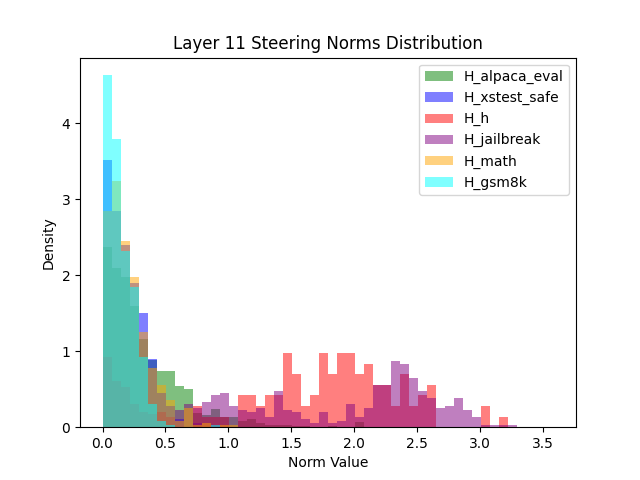 Layer 11 Steering Norms Distribution
H_alpaca_eval
H_xstest_safe
H_h
H_jailbreak
H_math
H_gsm8k
Density
4
3
2
1
0
0.0 0.5 1.0 1.5 2.0 2.5 3.0 3.5
Norm Value